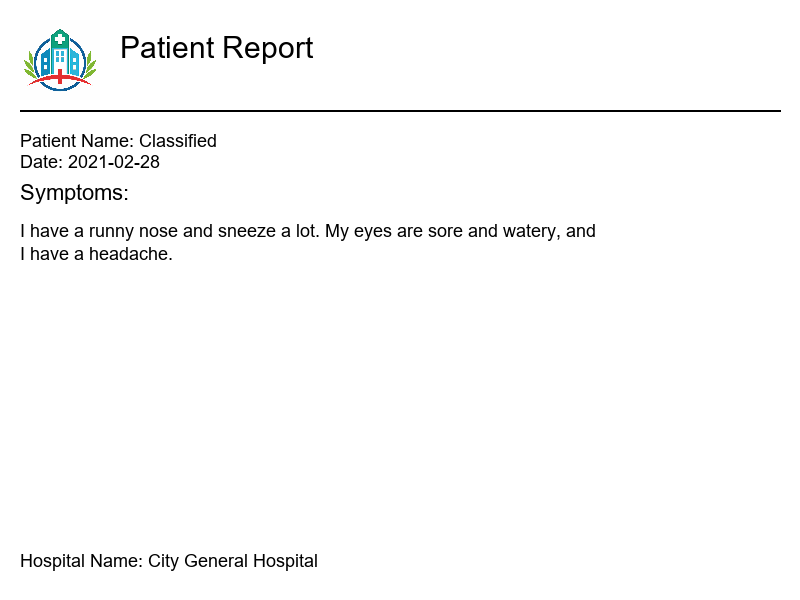 Patient Report
Patient Name: Classified
Date: 2021-02-28
Symptoms:
I have a runny nose and sneeze a lot. My eyes are sore and watery, and
I have a headache.
Hospital Name: City General Hospital